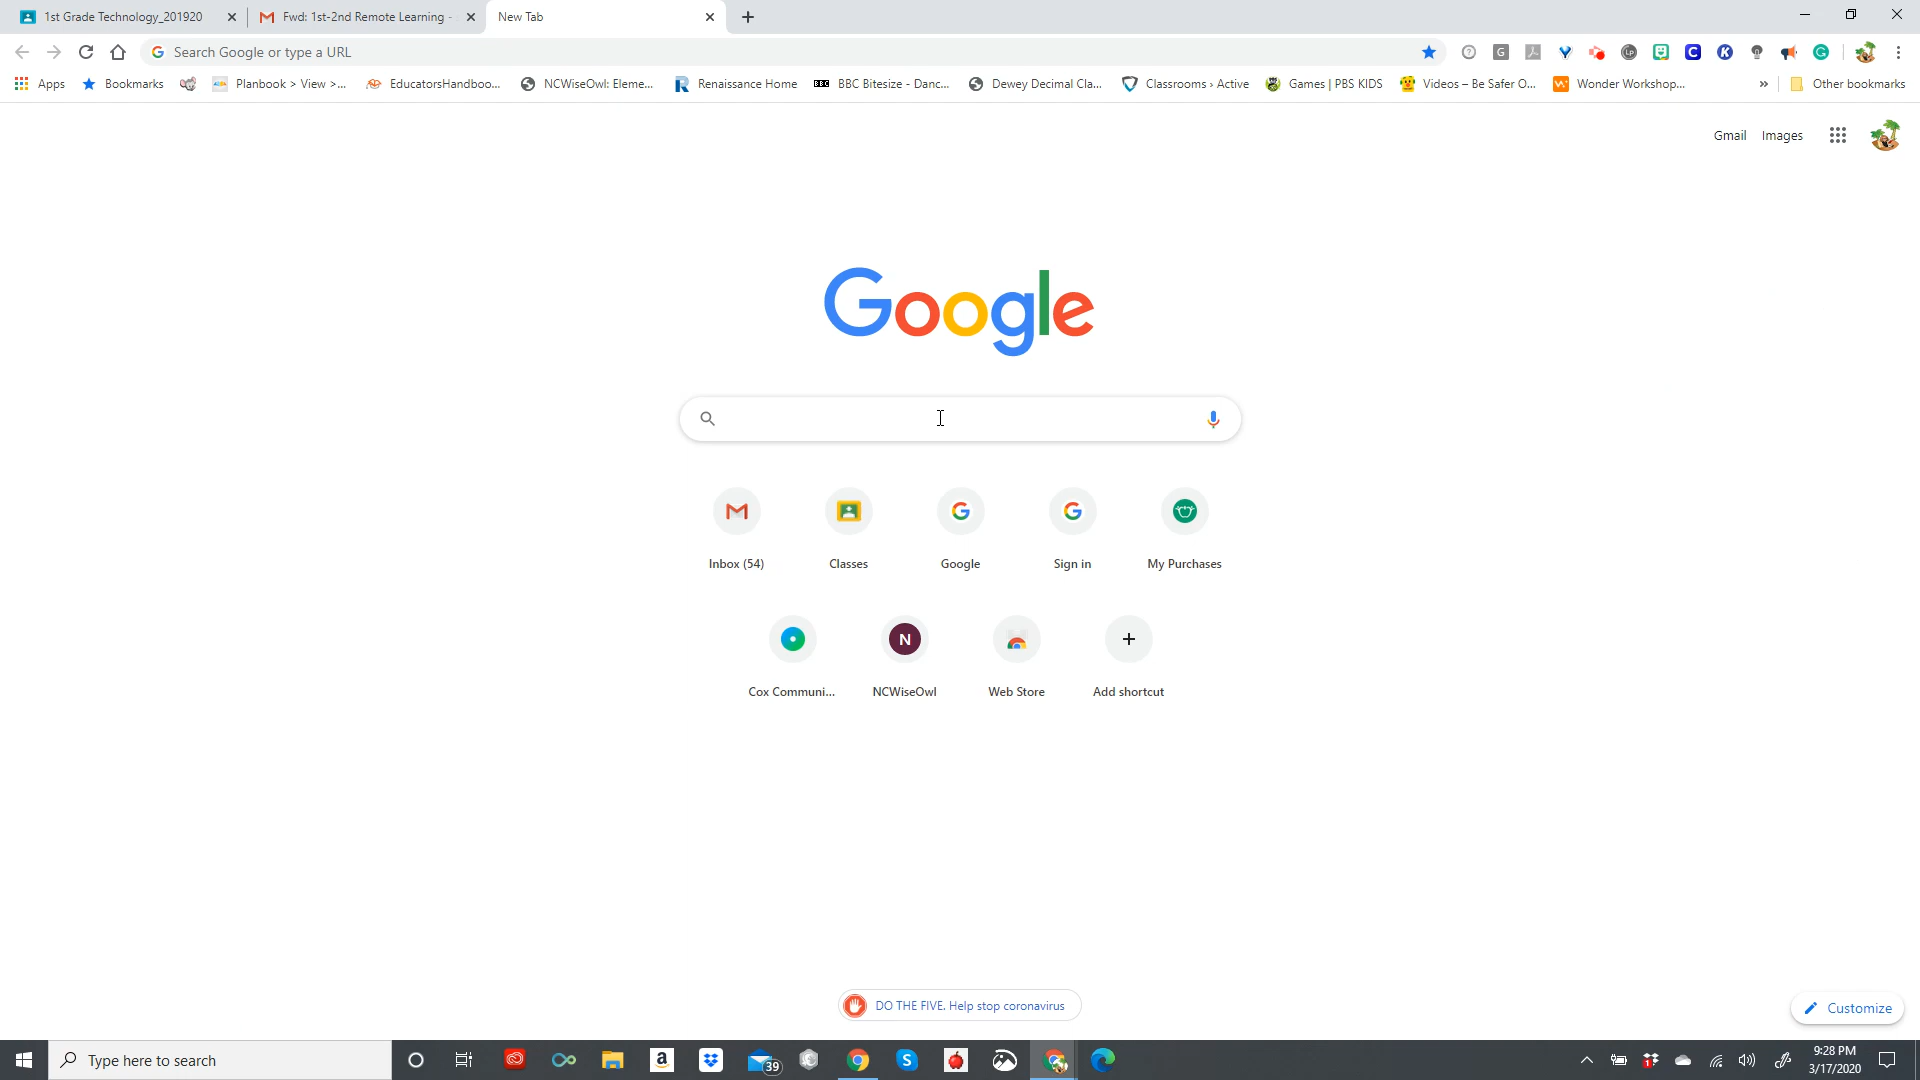 1st Grade Technology_201920
Fwd: 1st-2nd Remote Learning -
New Tab
Search Google or type a URL
Apps
Bookmarks
Planbook > View >...
EducatorsHandboo...
NCWiseOwl: Eleme...
Renaissance Home
BBC
BBC Bitesize - Danc...
Dewey Decimal Cla...
Classrooms › Active
Games | PBS KIDS
Videos – Be Safer O...
Wonder Workshop...
»
Other bookmarks
Gmail
Images
Google
Inbox (54)
Classes
Google
Sign in
My Purchases
N
Cox Communi...
NCWiseOwl
Web Store
Add shortcut
DO THE FIVE. Help stop coronavirus
Customize
Type here to search
39
9:28 PM
3/17/2020